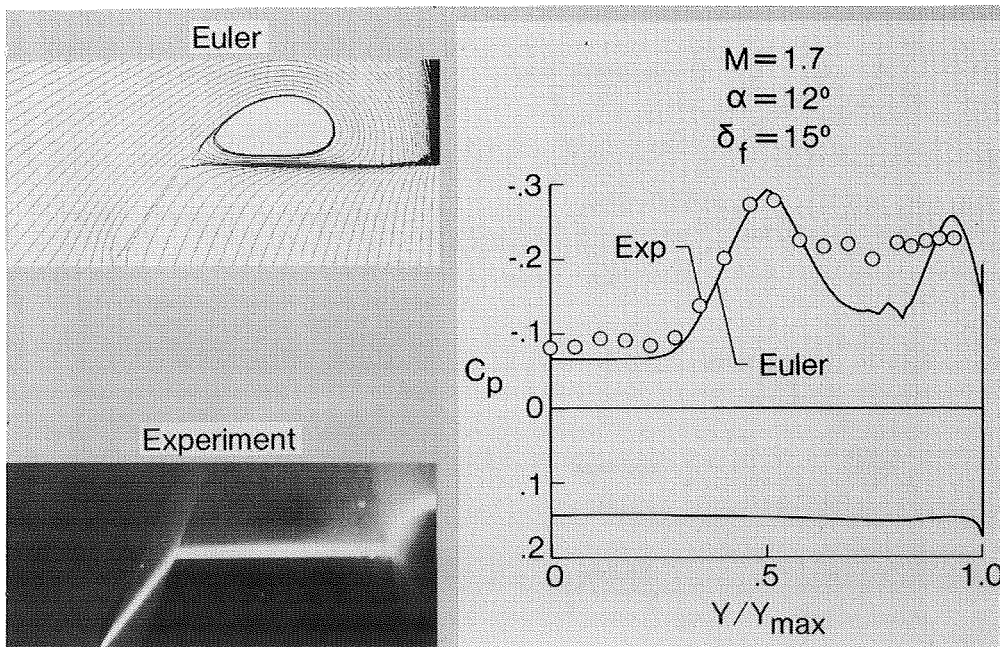 Euler
Experiment
M = 1.7
α = 12º
δf = 15º
-.3
-.2
-.1
0
.1
.2
Cp
Exp
Euler
0
.5
1.0
Y/Ymax